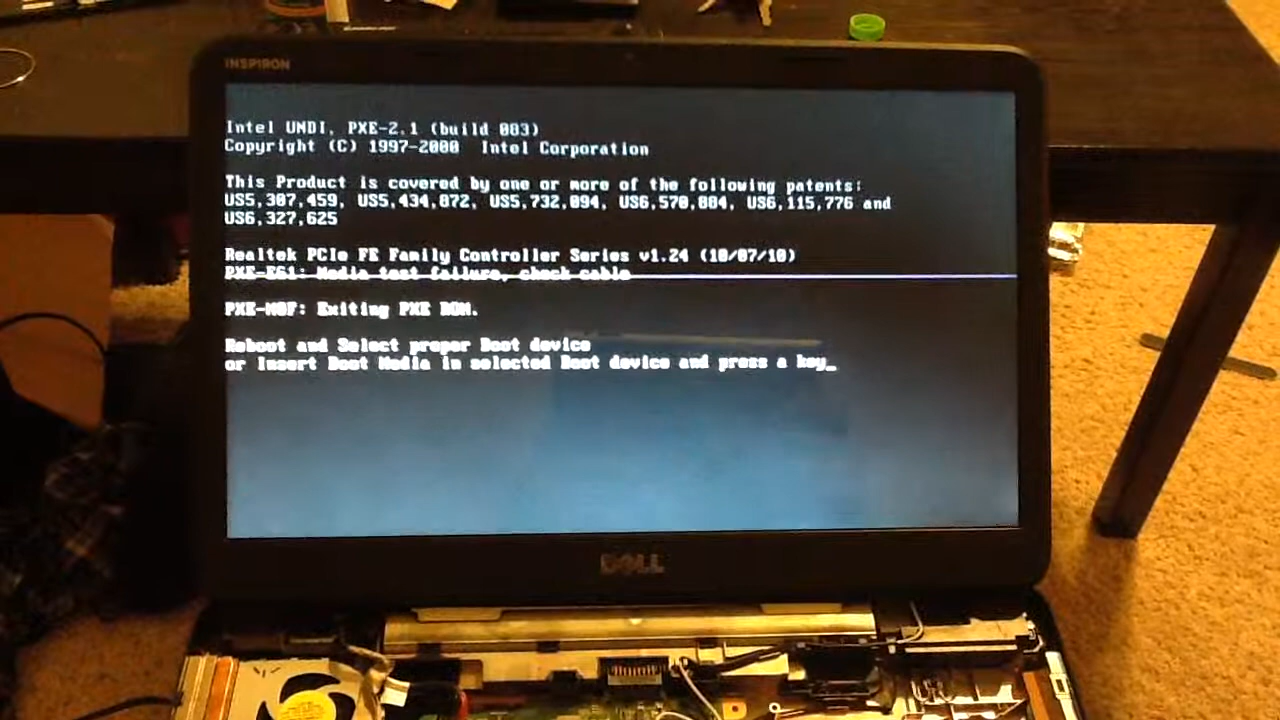 INSPIRON
Intel UNDI, PXE-2.1 (build 083)
Copyright (C) 1997-2000 Intel Corporation
This Product is covered by one or more of the following patents:
US5,307,459, US5,434,872, US5,732,094, US6,570,884, US6,115,776 and
US6,327,625
Realtek PCIe FE Family Controller Series v1.24 (10/07/10)
PXE-E61: Media test failure, check cable
PXE-M0F: Exiting PXE ROM.
Reboot and Select proper Boot device
or Insert Boot Media in selected Boot device and press a key_
DELL